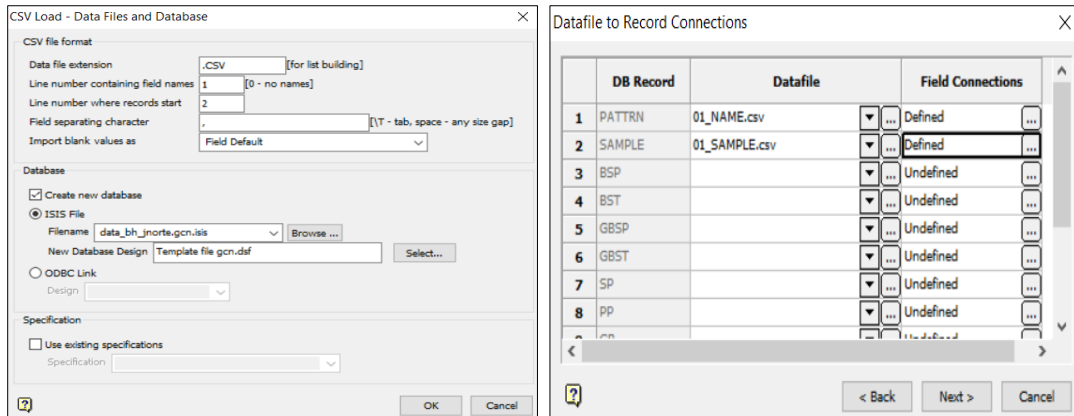 CSV Load - Data Files and Database
CSV file format
Data file extension .CSV [for list building]
Line number containing field names 1 [0 - no names]
Line number where records start 2
Field separating character , [\T - tab, space - any size gap]
Import blank values as Field Default
Database
Create new database
ISIS File
Filename data_bh_jnorte.gcn.isis Browse ...
New Database Design Template file gcn.dsf Select...
ODBC Link
Design
Specification
Use existing specifications
Specification
OK Cancel
Datafile to Record Connections
DB Record Datafile Field Connections
1 PATTRN 01_NAME.csv ... Defined ...
2 SAMPLE 01_SAMPLE.csv ... Defined ...
3 BSP ... Undefined ...
4 BST ... Undefined ...
5 GBSP ... Undefined ...
6 GBST ... Undefined ...
7 SP ... Undefined ...
8 PP ... Undefined ...
< Back Next > Cancel